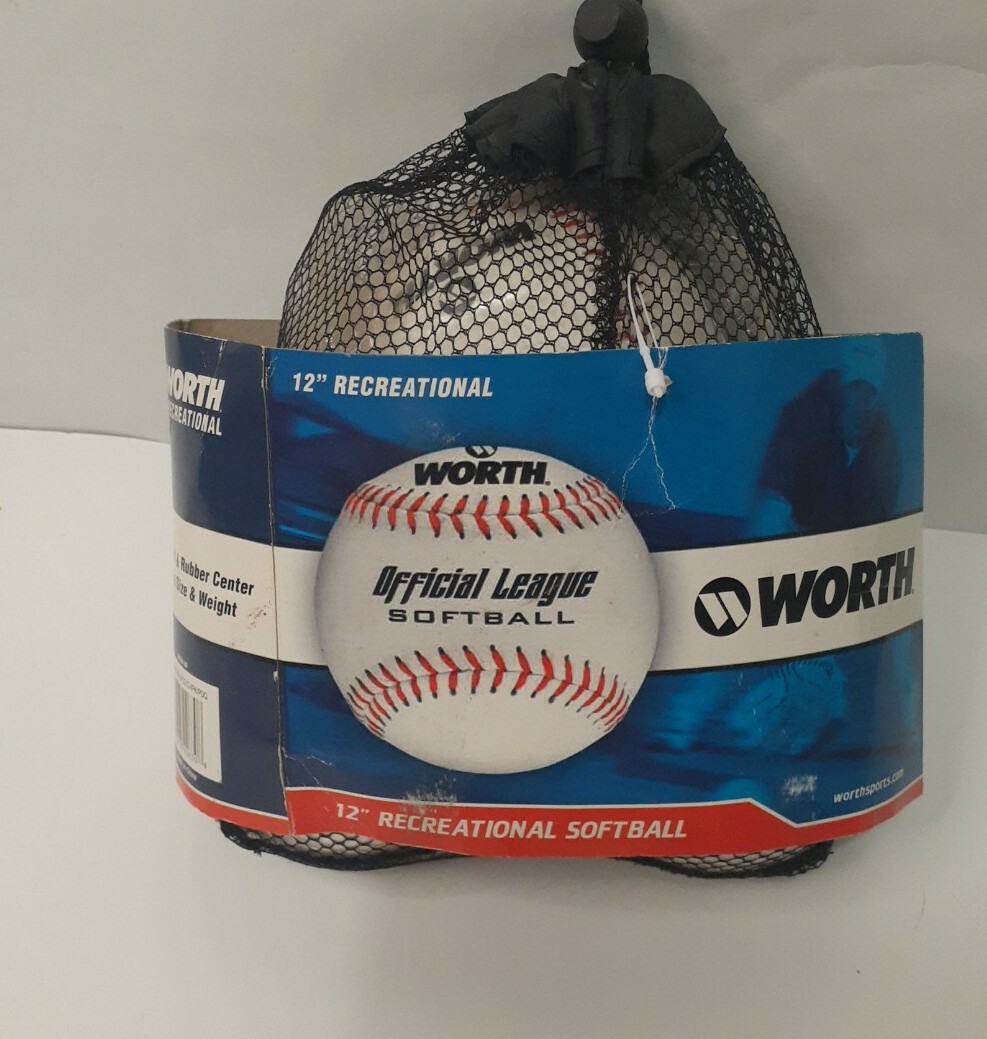 WORTH
RECREATIONAL
& Rubber Center
Size & Weight
12" RECREATIONAL
WORTH
Official League
SOFTBALL
WORTH
worthsports.com
12" RECREATIONAL SOFTBALL